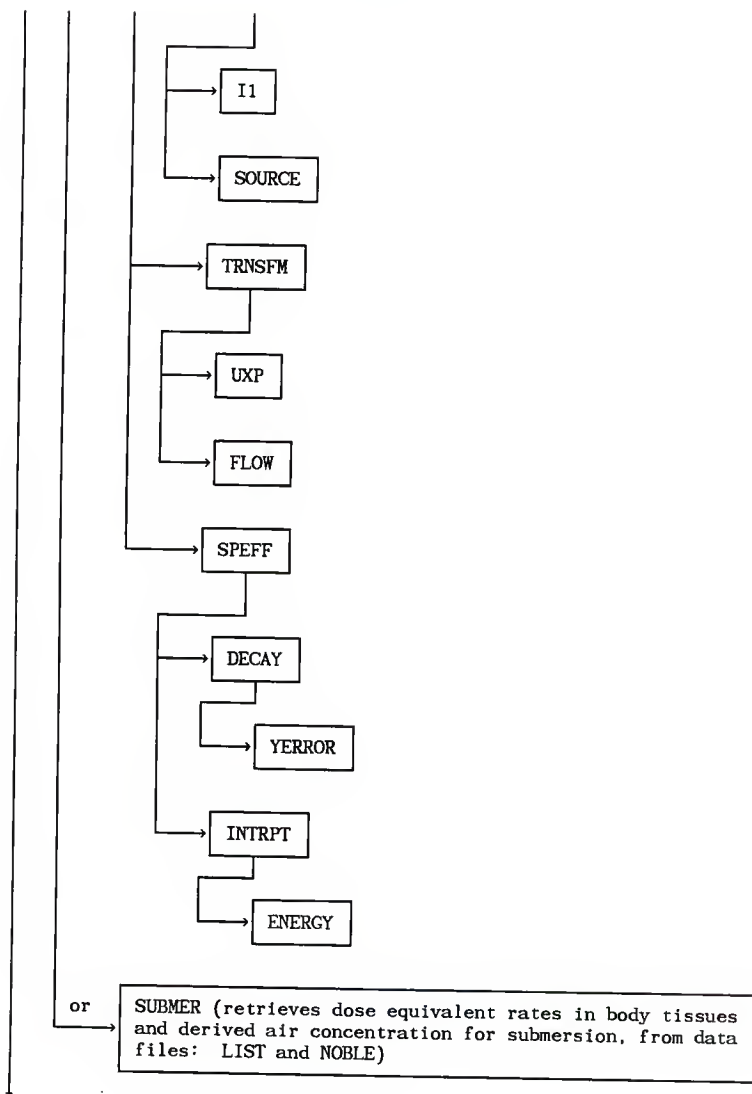 I1
SOURCE
TRNSFM
UXP
FLOW
SPEFF
DECAY
YERROR
INTRPT
ENERGY
or
SUBMER (retrieves dose equivalent rates in body tissues
and derived air concentration for submersion, from data
files: LIST and NOBLE)